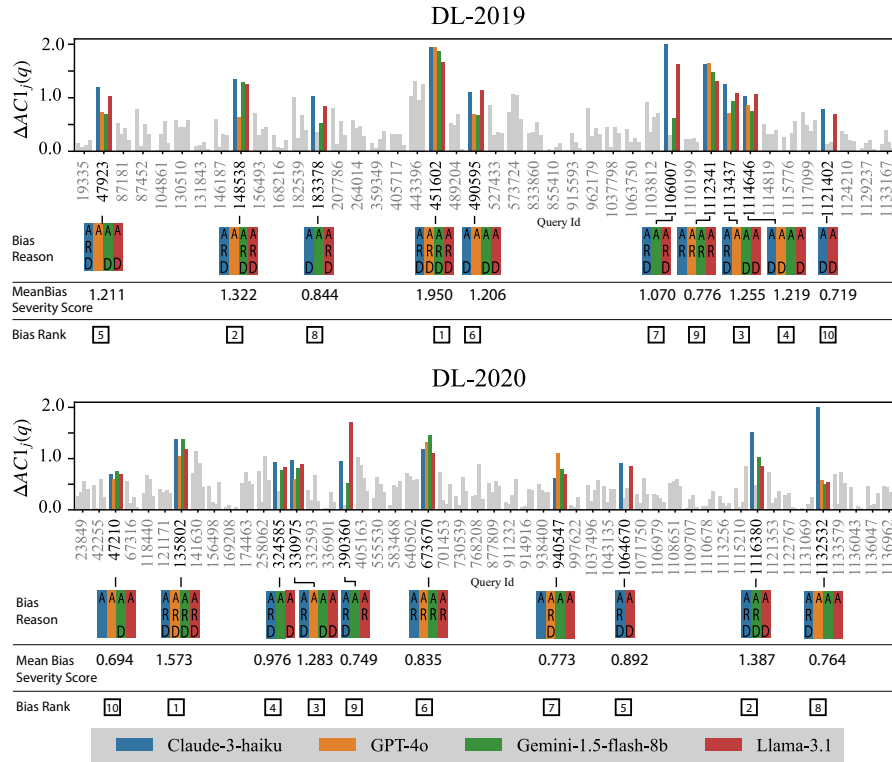 DL-2019
2.0
1.0
0.0
ΔAC1j(q)
19335 47923 87181 87452 104861 130510 131843 146187 148538 156493 168216 182539 183378 207786 264014 359349 405717 443396 451602 489204 490595 527433 573724 833860 855410 915593 962179 1037798 1063750 1103812 1106007 1110199 1112341 1113437 1114646 1114819 1115776 1117099 1121402 1124210 1129237 1133167
Query Id
Bias
Reason
A A A A A A A A A A A A A A A A A A A A A A A A A A A A A A A A A A A
R R R R R R R R R R R R R R R R
D D D D D D D D D D D D D D D D D D D D D D D D D
MeanBias
Severity Score
1.211 1.322 0.844 1.950 1.206 1.070 0.776 1.255 1.219 0.719
Bias Rank
5 2 8 1 6 7 9 3 4 10
DL-2020
2.0
1.0
0.0
ΔAC1j(q)
23849 42255 47210 67316 118440 121171 135802 141630 156498 169208 174463 258062 324585 330975 332593 336901 390360 405163 555530 583468 640502 673670 701453 730539 768208 877809 911232 914916 938400 940547 997622 1037496 1043135 1064670 1071750 1106979 1108651 1109707 1110678 1113256 1115210 1116380 1121353 1122767 1131069 1132532 1133579 1136043 1136047 1136962
Query Id
Bias
Reason
A A A A A A A A A A A A A A A A A A A A A A A A A A A A A A A A A A A
R R R R R R R R R R R R R R R R
D D D D D D D D D D D D D D D D D
Mean Bias
Severity Score
0.694 1.573 0.976 1.283 0.749 0.835 0.773 0.892 1.387 0.764
Bias Rank
10 1 4 3 9 6 7 5 2 8
Claude-3-haiku GPT-4o Gemini-1.5-flash-8b Llama-3.1